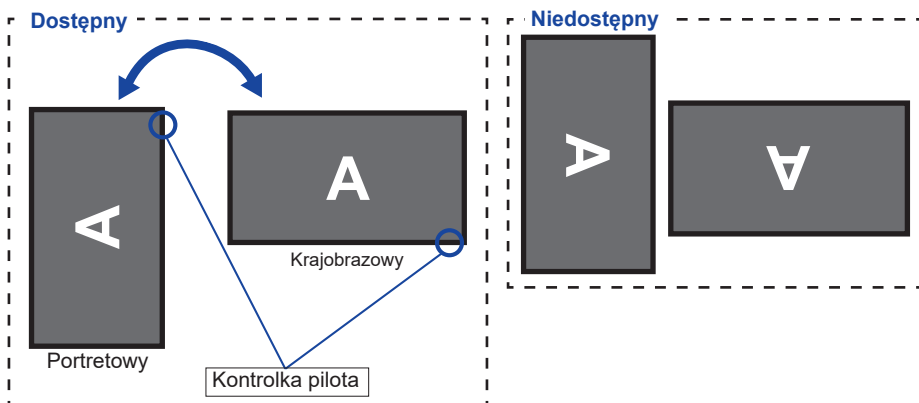 Dostępny
A
A
Krajobrazowy
Portretowy
Kontrolka pilota
Niedostępny
A
A